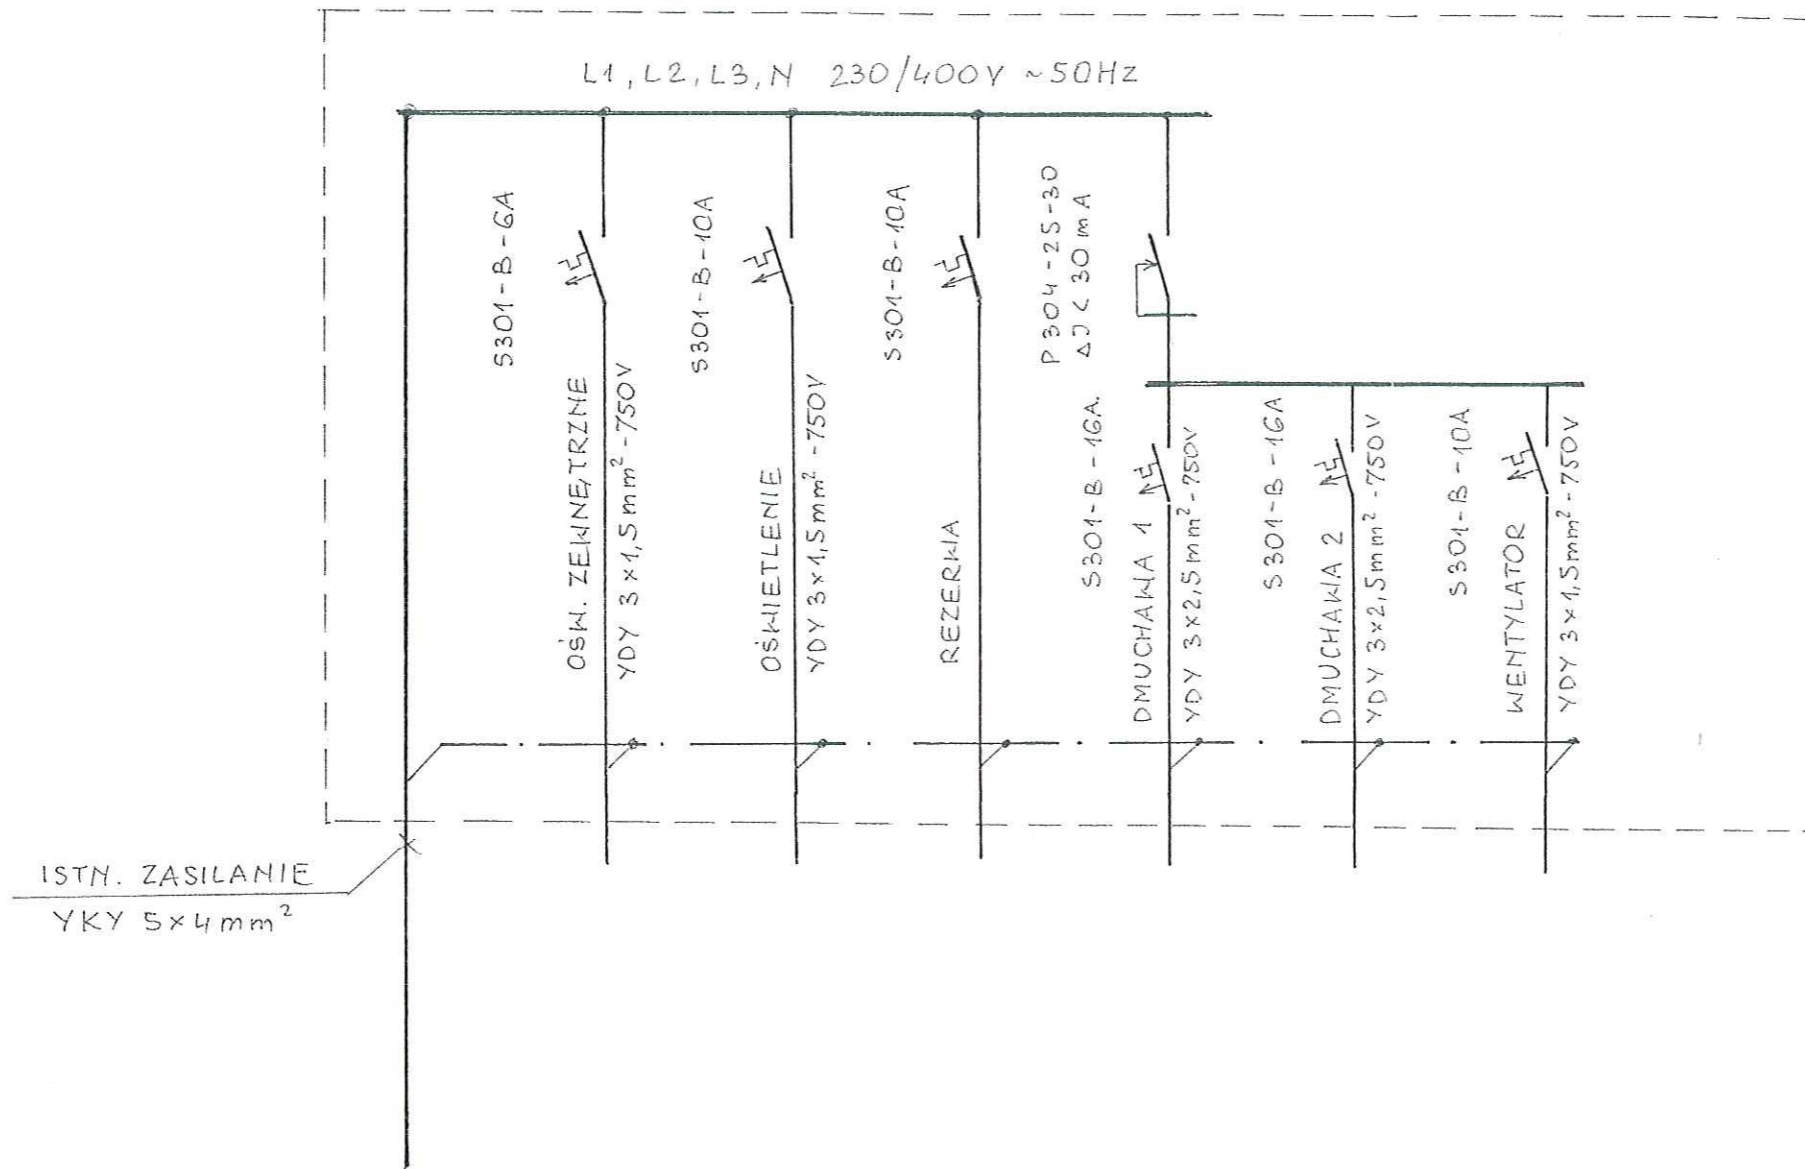 L1, L2, L3, N 230/400V ~50Hz
S301-B-6A
OŚW. ZEWNĘTRZNE
YDY 3×1,5mm²-750V
S301-B-10A
OŚWIETLENIE
YDY 3×1,5mm²-750V
S301-B-10A
REZERWA
P304-25-30
ΔJ < 30mA
S301-B-16A.
DMUCHAWA 1
YDY 3×2,5mm²-750V
S301-B-16A
DMUCHAWA 2
YDY 3×2,5mm²-750V
S301-B-10A
WENTYLATOR
YDY 3×1,5mm²-750V
ISTN. ZASILANIE
YKY 5×4mm²